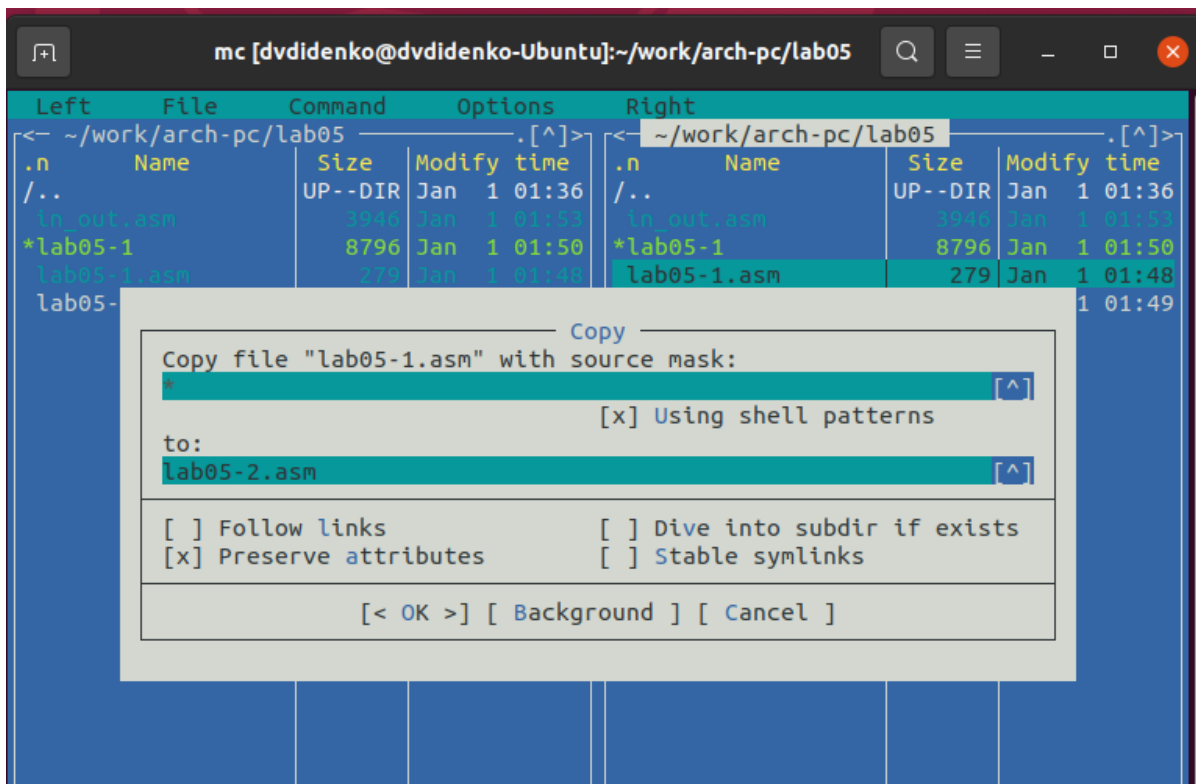 mc [dvdidenko@dvdidenko-Ubuntu]:~/work/arch-pc/lab05
Left File Command Options Right
<— ~/work/arch-pc/lab05 .[^]> <— ~/work/arch-pc/lab05 .[^]>
.n Name Size Modify time .n Name Size Modify time
/.. UP--DIR Jan 1 01:36 /.. UP--DIR Jan 1 01:36
in_out.asm 3946 Jan 1 01:53 in_out.asm 3946 Jan 1 01:53
*lab05-1 8796 Jan 1 01:50 *lab05-1 8796 Jan 1 01:50
lab05-1.asm 279 Jan 1 01:48 lab05-1.asm 279 Jan 1 01:48
lab05- 1 01:49
Copy
Copy file "lab05-1.asm" with source mask:
* [^]
[x] Using shell patterns
to:
lab05-2.asm [^]
[ ] Follow links [ ] Dive into subdir if exists
[x] Preserve attributes [ ] Stable symlinks
[< OK >] [ Background ] [ Cancel ]